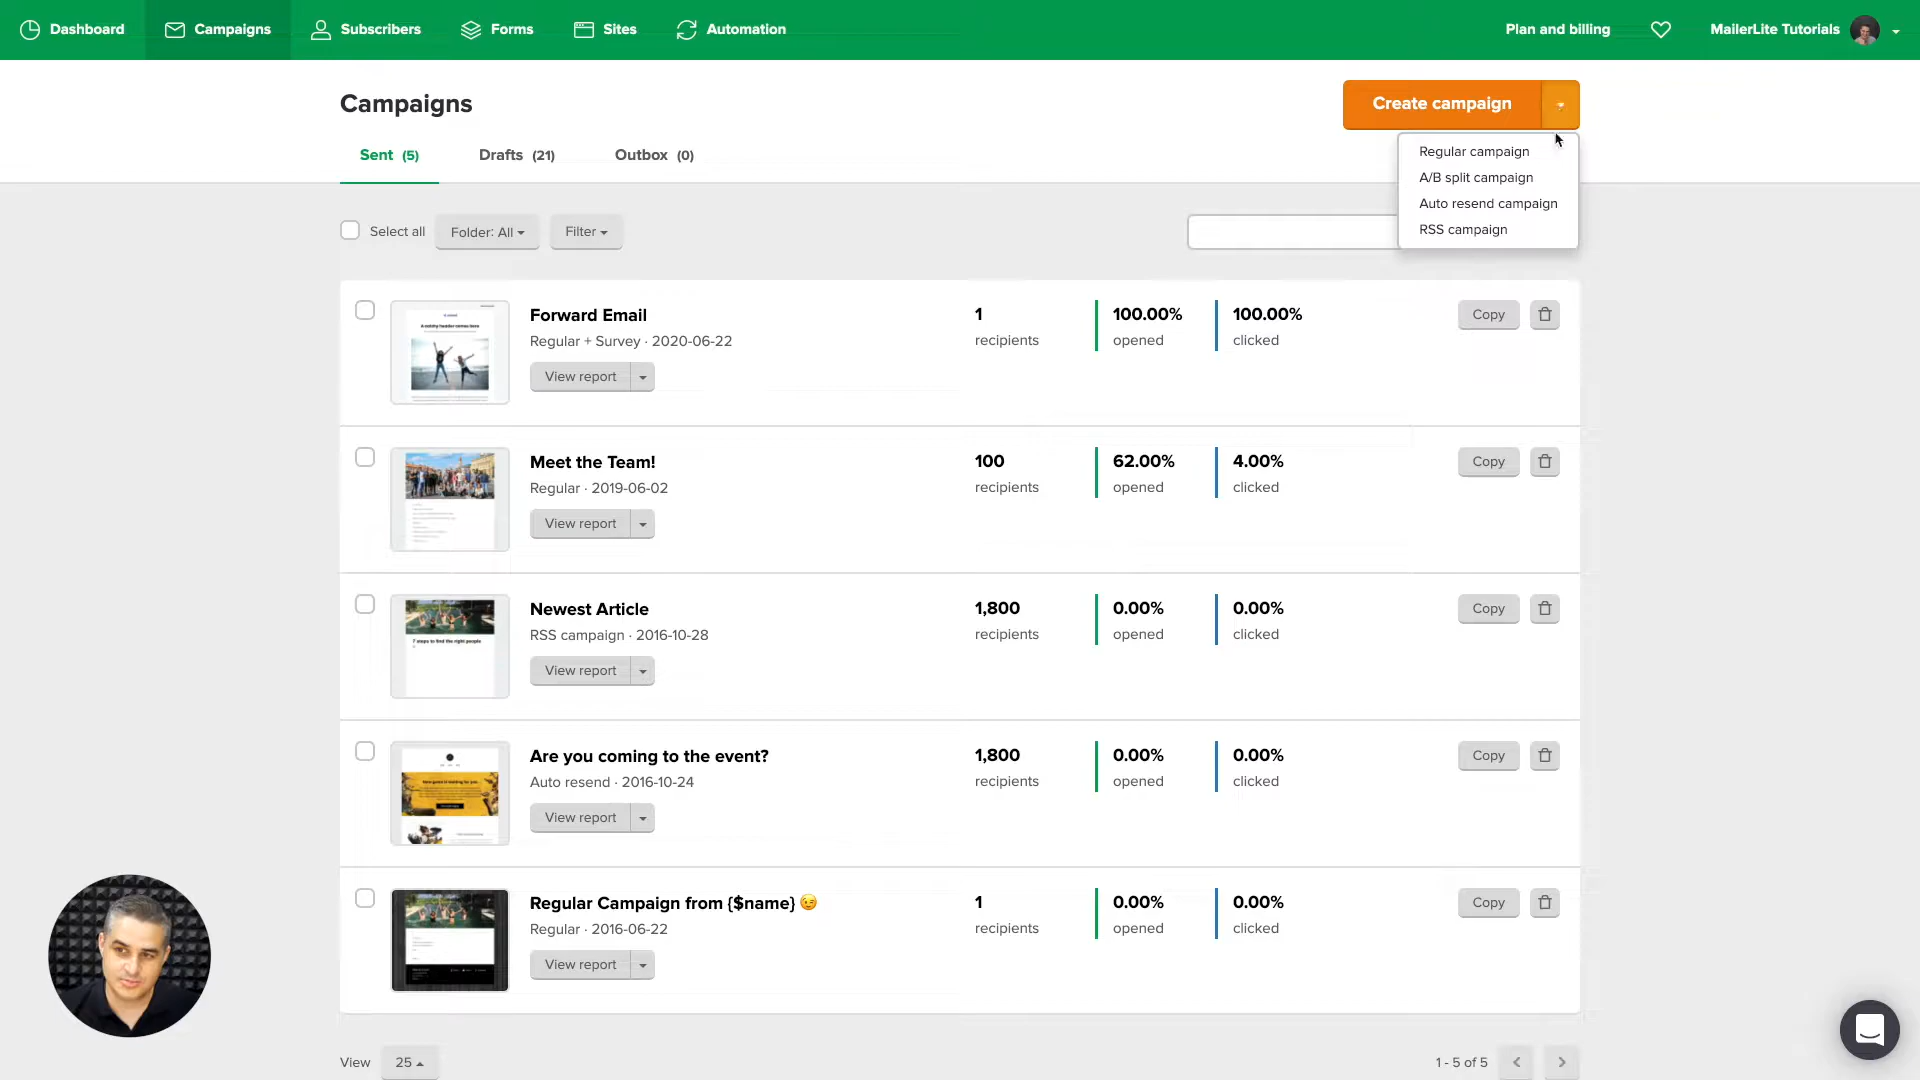 Dashboard
Campaigns
Subscribers
Forms
Sites
Automation
Plan and billing
MailerLite Tutorials
Campaigns
Create campaign
Sent (5)
Drafts (21)
Outbox (0)
Regular campaign
A/B split campaign
Auto resend campaign
RSS campaign
Select all
Folder: All
Filter
Forward Email
Regular + Survey · 2020-06-22
View report
1
recipients
100.00%
opened
100.00%
clicked
Copy
Meet the Team!
Regular · 2019-06-02
View report
100
recipients
62.00%
opened
4.00%
clicked
Copy
7 steps to find the right people
Newest Article
RSS campaign · 2016-10-28
View report
1,800
recipients
0.00%
opened
0.00%
clicked
Copy
Are you coming to the event?
Auto resend · 2016-10-24
View report
1,800
recipients
0.00%
opened
0.00%
clicked
Copy
Regular Campaign from {$name} 😉
Regular · 2016-06-22
View report
1
recipients
0.00%
opened
0.00%
clicked
Copy
View 25
1 - 5 of 5